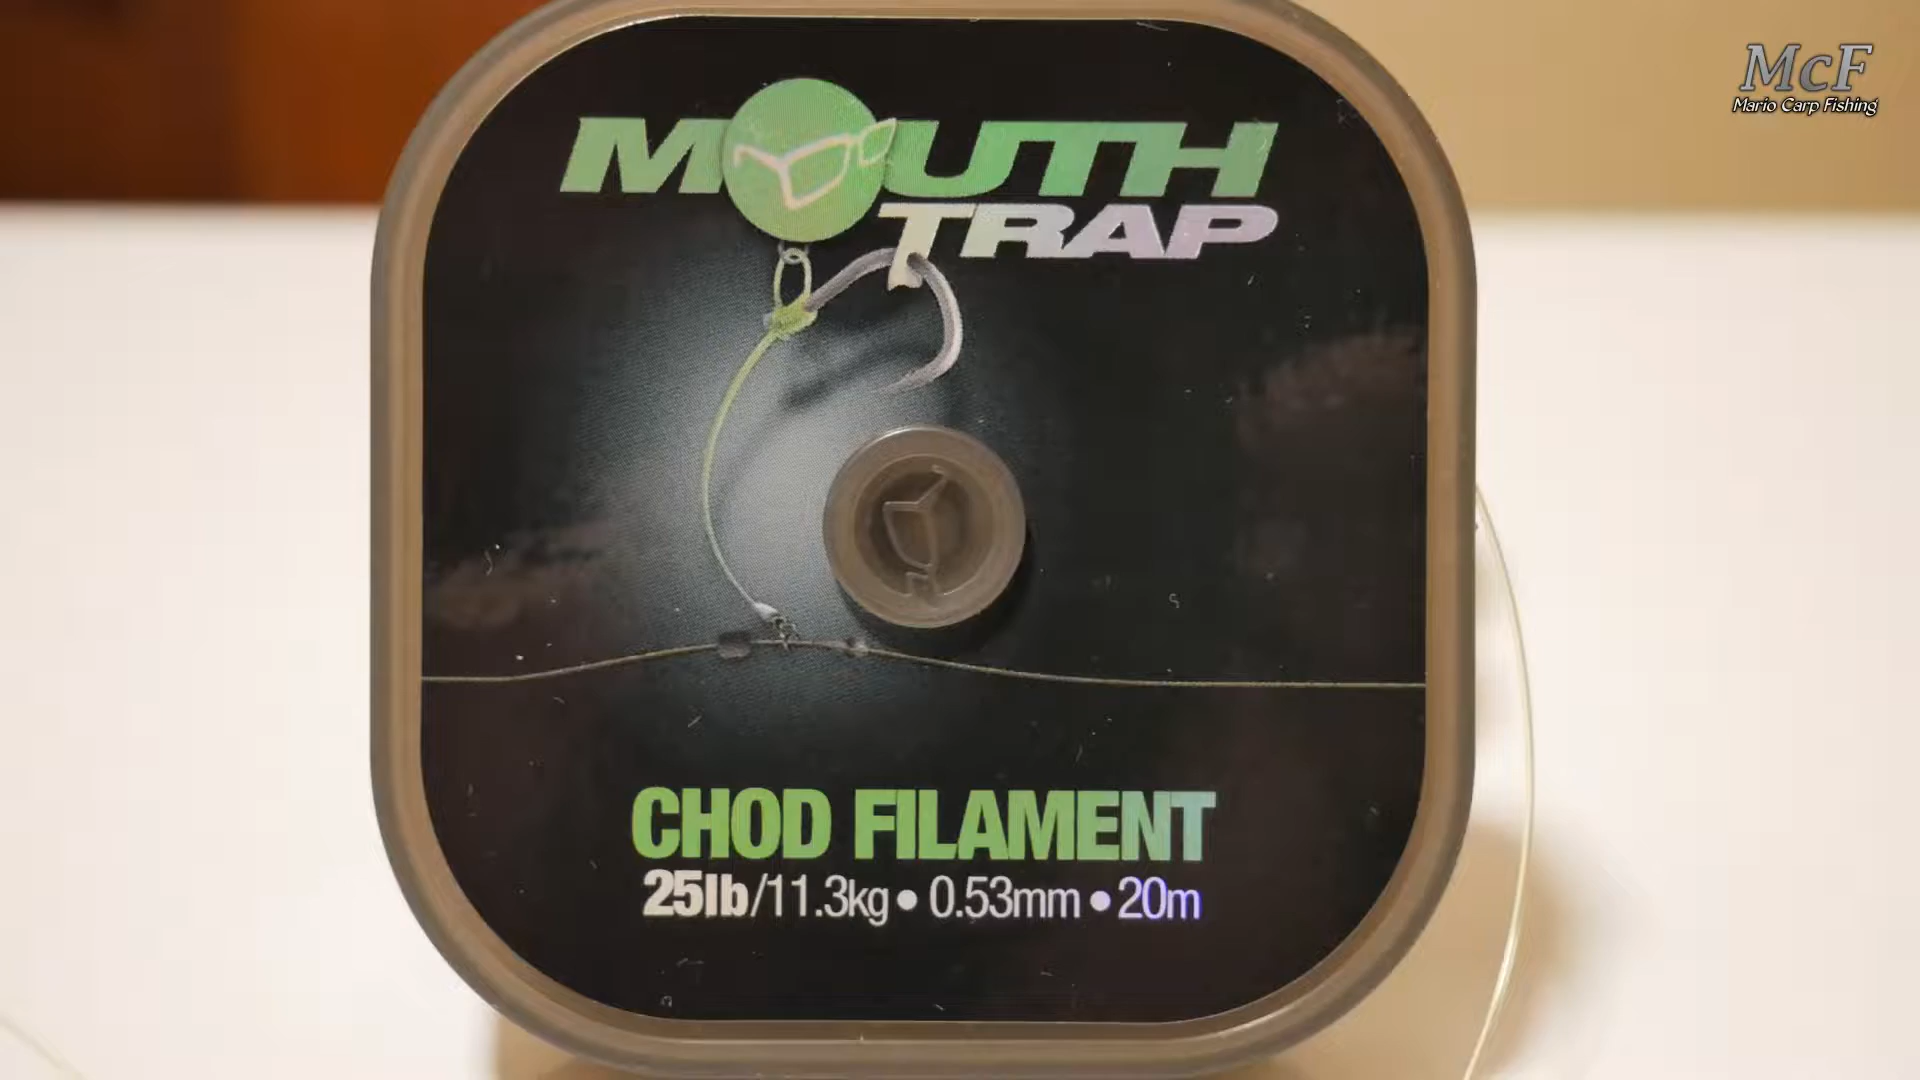 McF
Mario Carp Fishing
MOUTH
TRAP
CHOD FILAMENT
25lb/11.3kg • 0.53mm • 20m